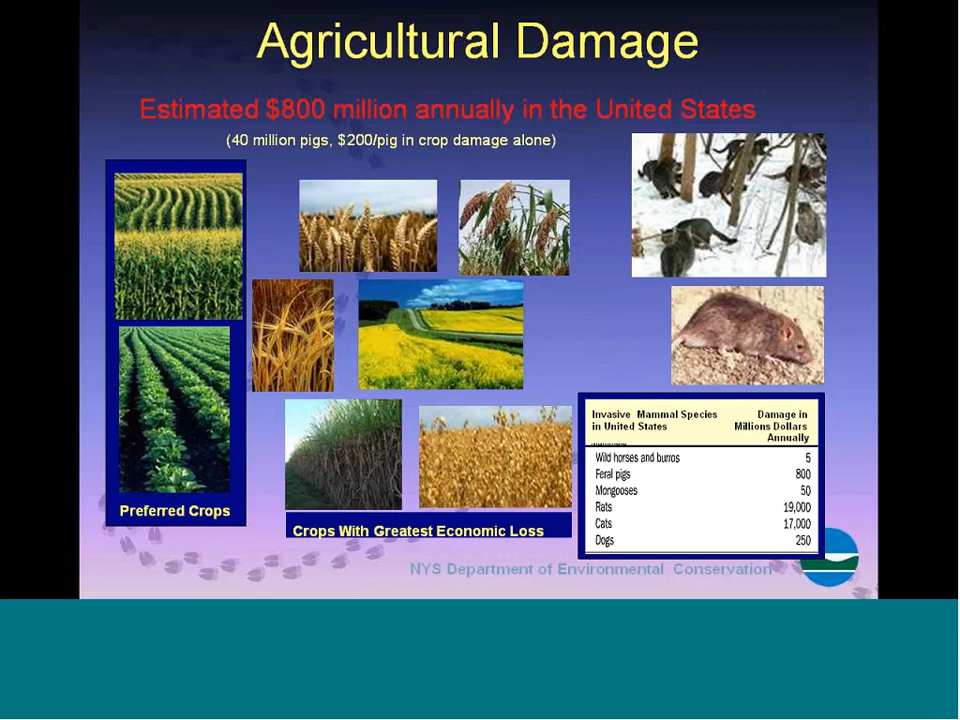 Agricultural Damage
Estimated $800 million annually in the United States
(40 million pigs, $200/pig in crop damage alone)
Preferred Crops
Crops With Greatest Economic Loss
Invasive Mammal Species Damage in
in United States Millions Dollars
Annually
Wild horses and burros 5
Feral pigs 800
Mongooses 50
Rats 19,000
Cats 17,000
Dogs 250
NYS Department of Environmental Conservation